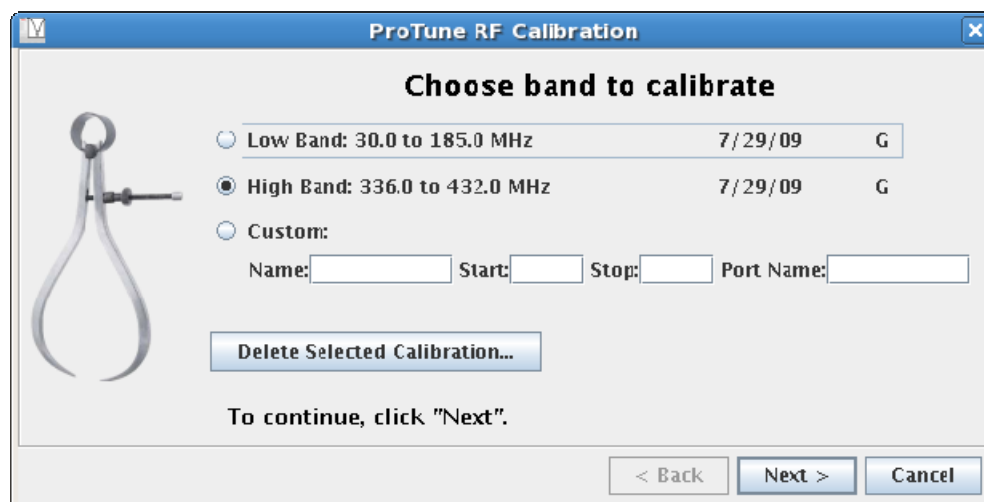 ProTune RF Calibration
Choose band to calibrate
Low Band: 30.0 to 185.0 MHz 7/29/09 G
High Band: 336.0 to 432.0 MHz 7/29/09 G
Custom:
Name: Start: Stop: Port Name:
Delete Selected Calibration...
To continue, click "Next".
< Back Next > Cancel